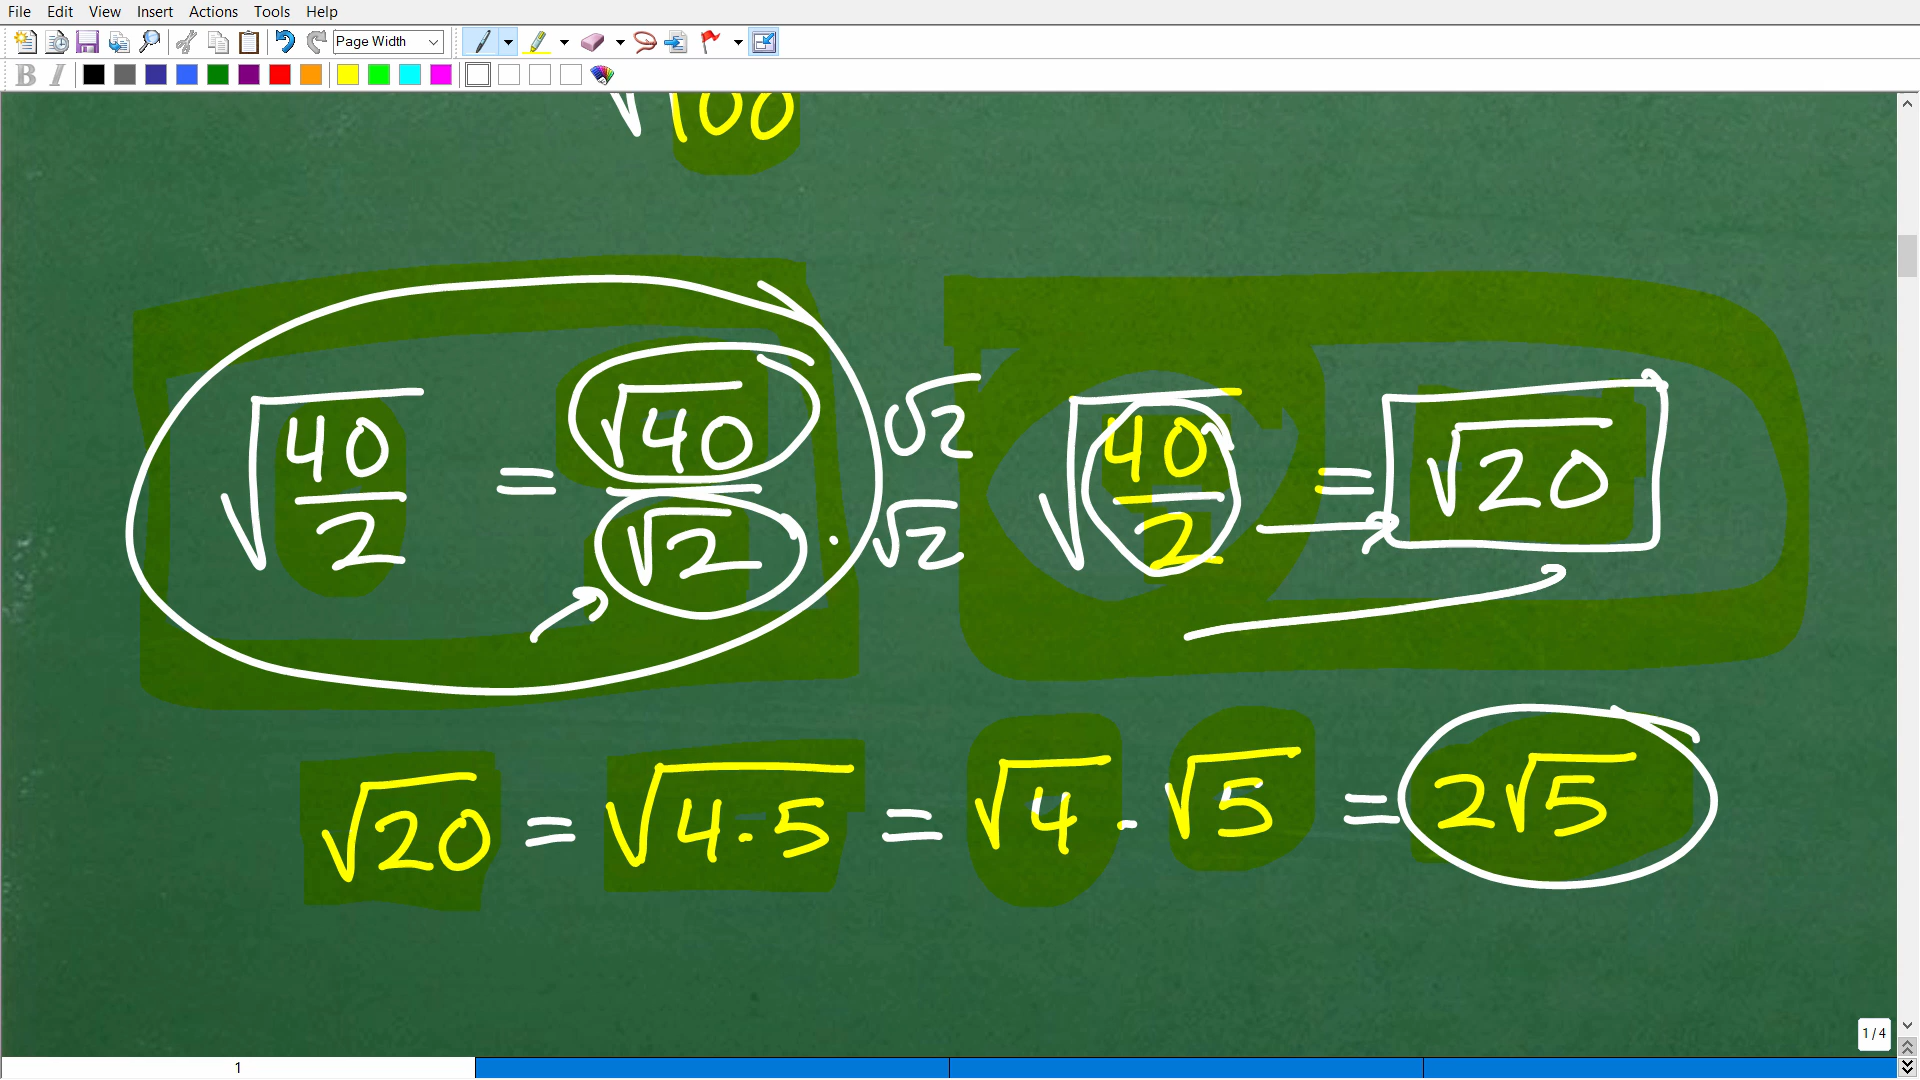 File Edit View Insert Actions Tools Help
Page Width
B I
√100
√(40/2) = √40/√2 · √2/√2
√(40/2) = √20
√20 = √4·5 = √4 · √5 = 2√5
1 / 4
1